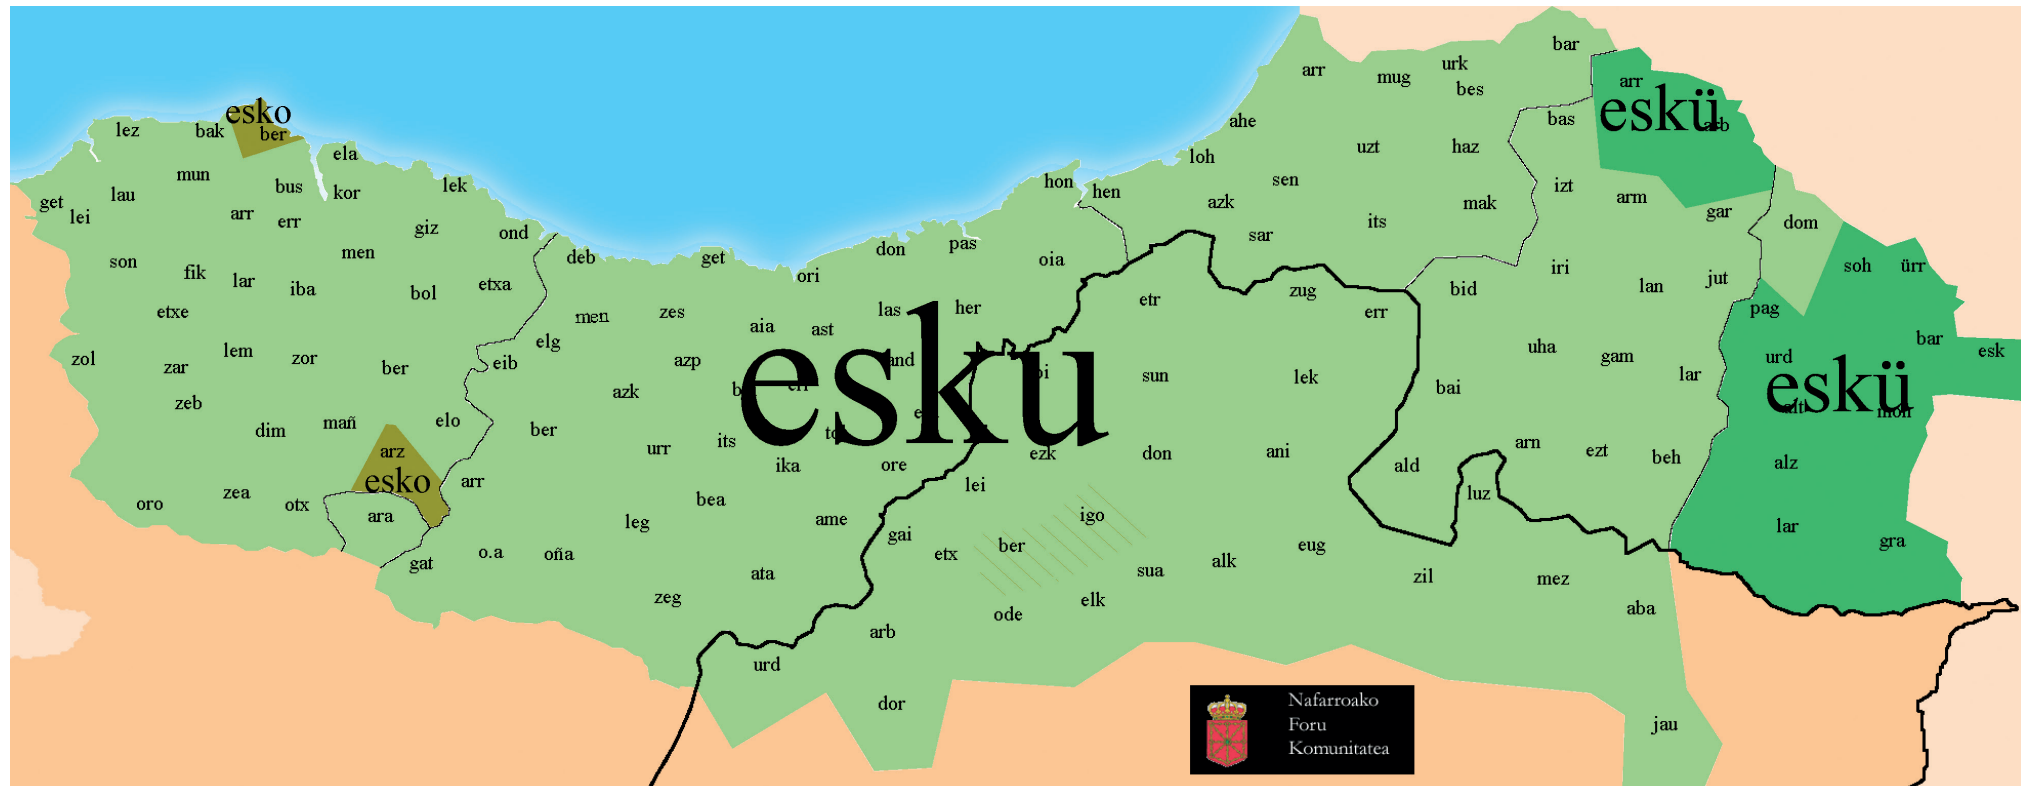 bar
arr
mug
urk
bes
arr
eskü
esko
lez
bak
ber
ahe
bas
ela
loh
uzt
haz
mun
sen
izt
get
lei
lau
bus
kor
lek
hon
hen
azk
mak
arm
gar
arr
err
giz
ond
sar
its
dom
son
fik
men
deb
get
ori
don
pas
oia
iri
lan
jut
soh
ürr
lar
iba
bol
etxa
etr
zug
bid
etxe
men
zes
las
her
err
pag
aia
ast
bar
zol
zar
lem
zor
ber
eib
elg
azp
uha
gam
urd
esk
zeb
azk
esku
sun
lek
bai
lar
eskü
dim
mañ
elo
ber
urr
its
ezk
don
ani
arn
ezt
beh
arz
esko
arr
ika
ore
lei
ald
alz
oro
zea
otx
ara
leg
bea
ame
gai
igo
luz
lar
gat
o.a
oña
ata
etx
ber
sua
alk
eug
gra
zeg
ode
elk
zil
mez
aba
urd
arb
dor
jau
Nafarroako
Foru
Komunitatea